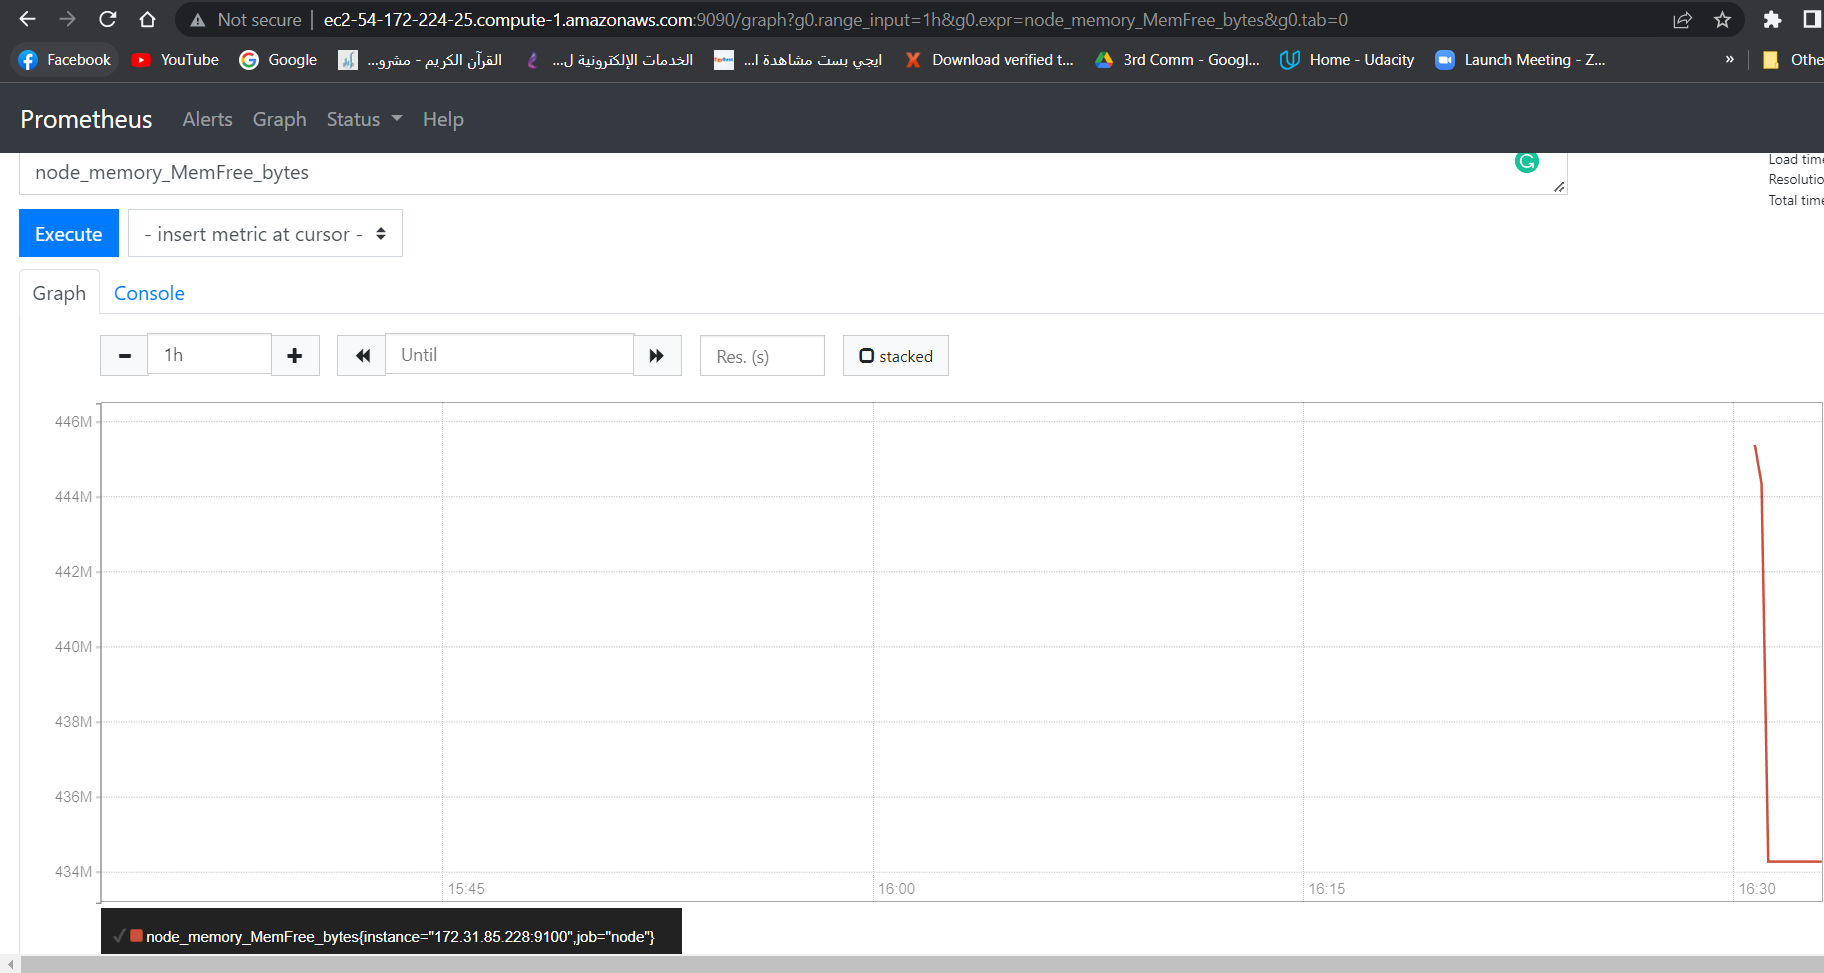 Not secure | ec2-54-172-224-25.compute-1.amazonaws.com:9090/graph?g0.range_input=1h&g0.expr=node_memory_MemFree_bytes&g0.tab=0
Facebook YouTube Google القرآن الكريم - مشرو... الخدمات الإلكترونية ل... ايجي بست مشاهدة ا... Download verified t... 3rd Comm - Googl... Home - Udacity Launch Meeting - Z... » Othe
Prometheus Alerts Graph Status Help
node_memory_MemFree_bytes
Load time
Resolutio
Total time
Execute - insert metric at cursor -
Graph Console
1h Until Res. (s) stacked
446M
444M
442M
440M
438M
436M
434M
15:45 16:00 16:15 16:30
node_memory_MemFree_bytes{instance="172.31.85.228:9100",job="node"}